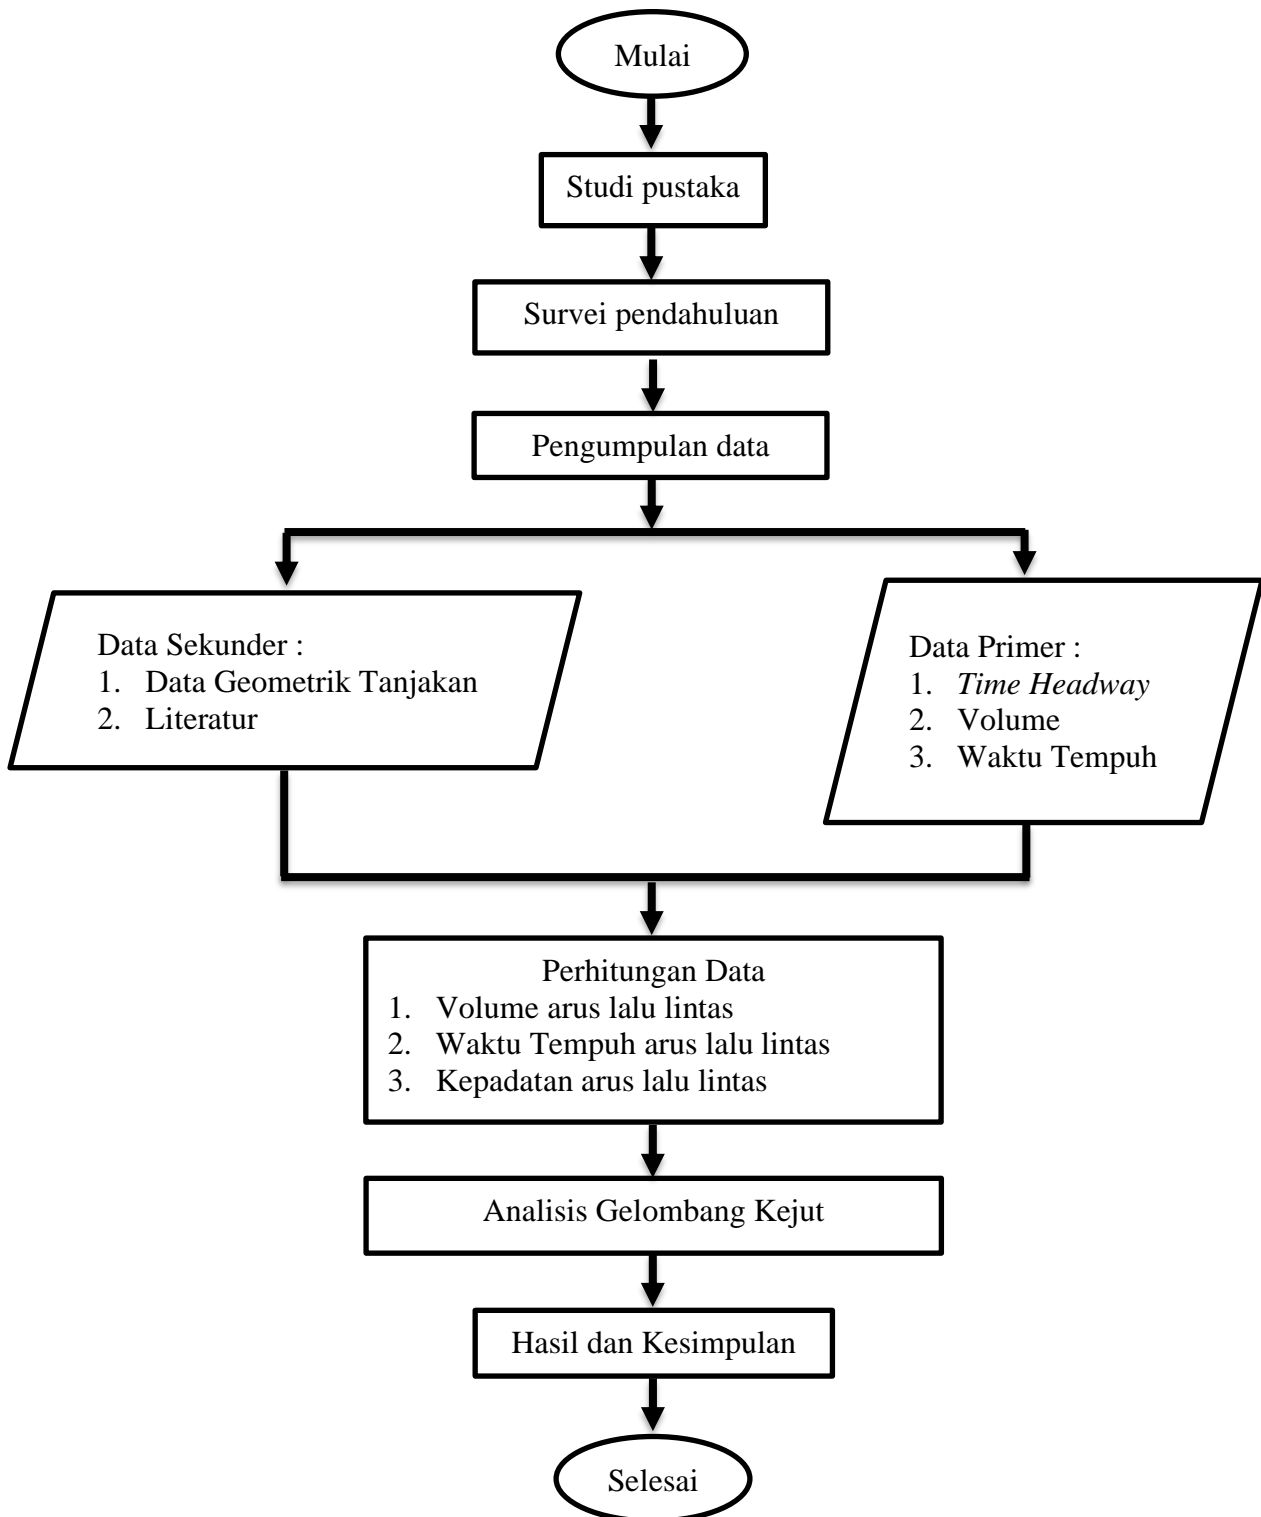 Mulai
Studi pustaka
Survei pendahuluan
Pengumpulan data
Data Sekunder :
1. Data Geometrik Tanjakan
2. Literatur
Data Primer :
1. Time Headway
2. Volume
3. Waktu Tempuh
Perhitungan Data
1. Volume arus lalu lintas
2. Waktu Tempuh arus lalu lintas
3. Kepadatan arus lalu lintas
Analisis Gelombang Kejut
Hasil dan Kesimpulan
Selesai